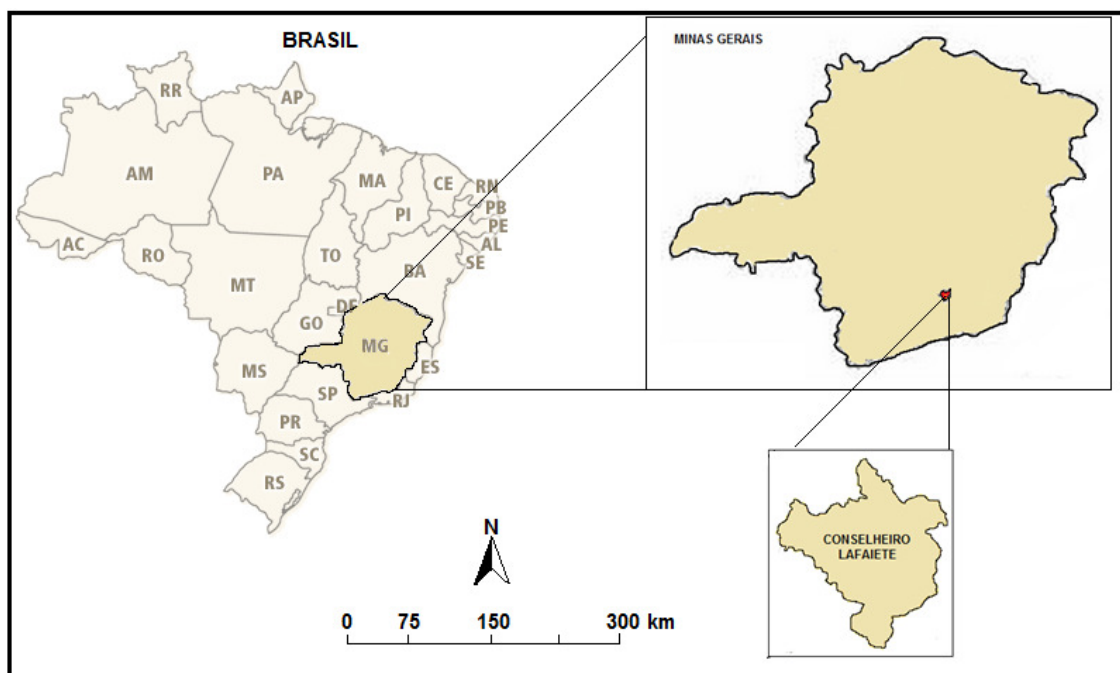 BRASIL
MINAS GERAIS
RR
AP
AM
PA
MA
CE
RN
PB
PI
PE
AC
AL
RO
TO
SE
BA
MT
DF
GO
MG
ES
MS
SP
RJ
PR
SC
RS
CONSELHEIRO
LAFAIETE
N
0 75 150 300 km